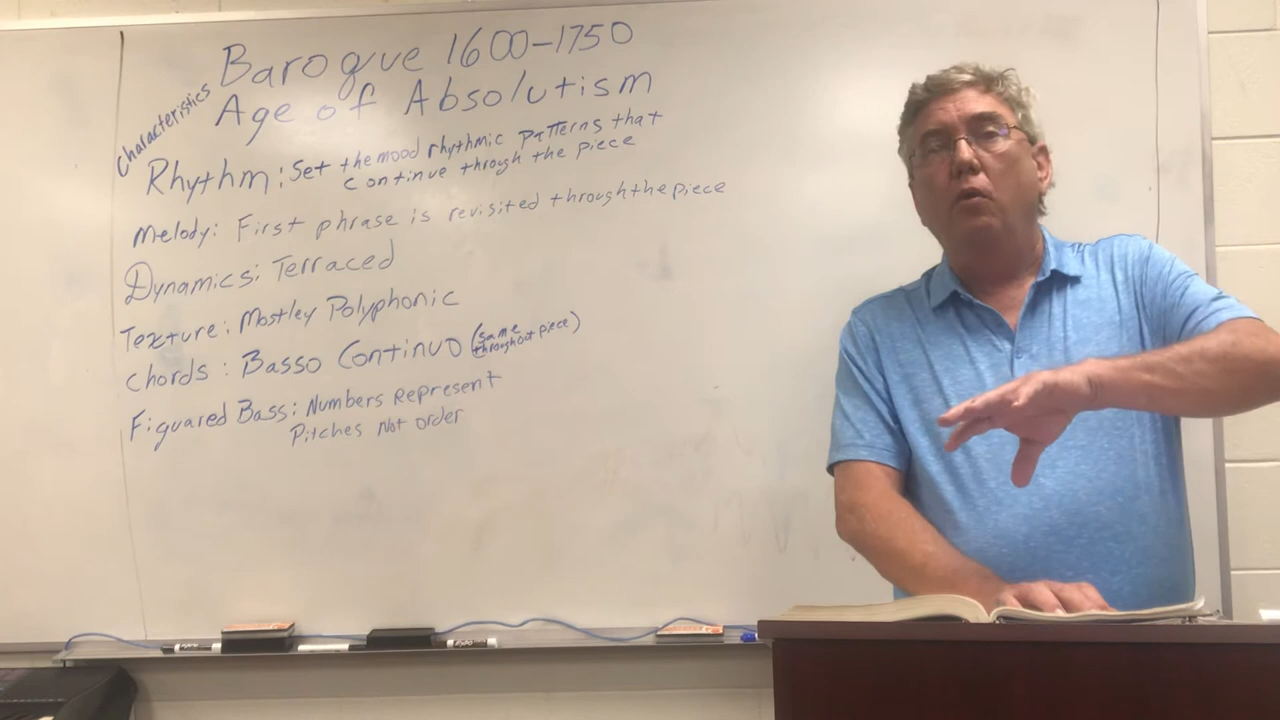 Baroque 1600-1750
Age of Absolutism
Characteristics
Rhythm: Set the mood rhythmic patterns that
continue through the piece
Melody: First phrase is revisited through the piece
Dynamics: Terraced
Texture: Mostley Polyphonic
Chords: Basso Continuo (same
throughout piece)
Figuared Bass: Numbers Represent
Pitches Not order
EXPO